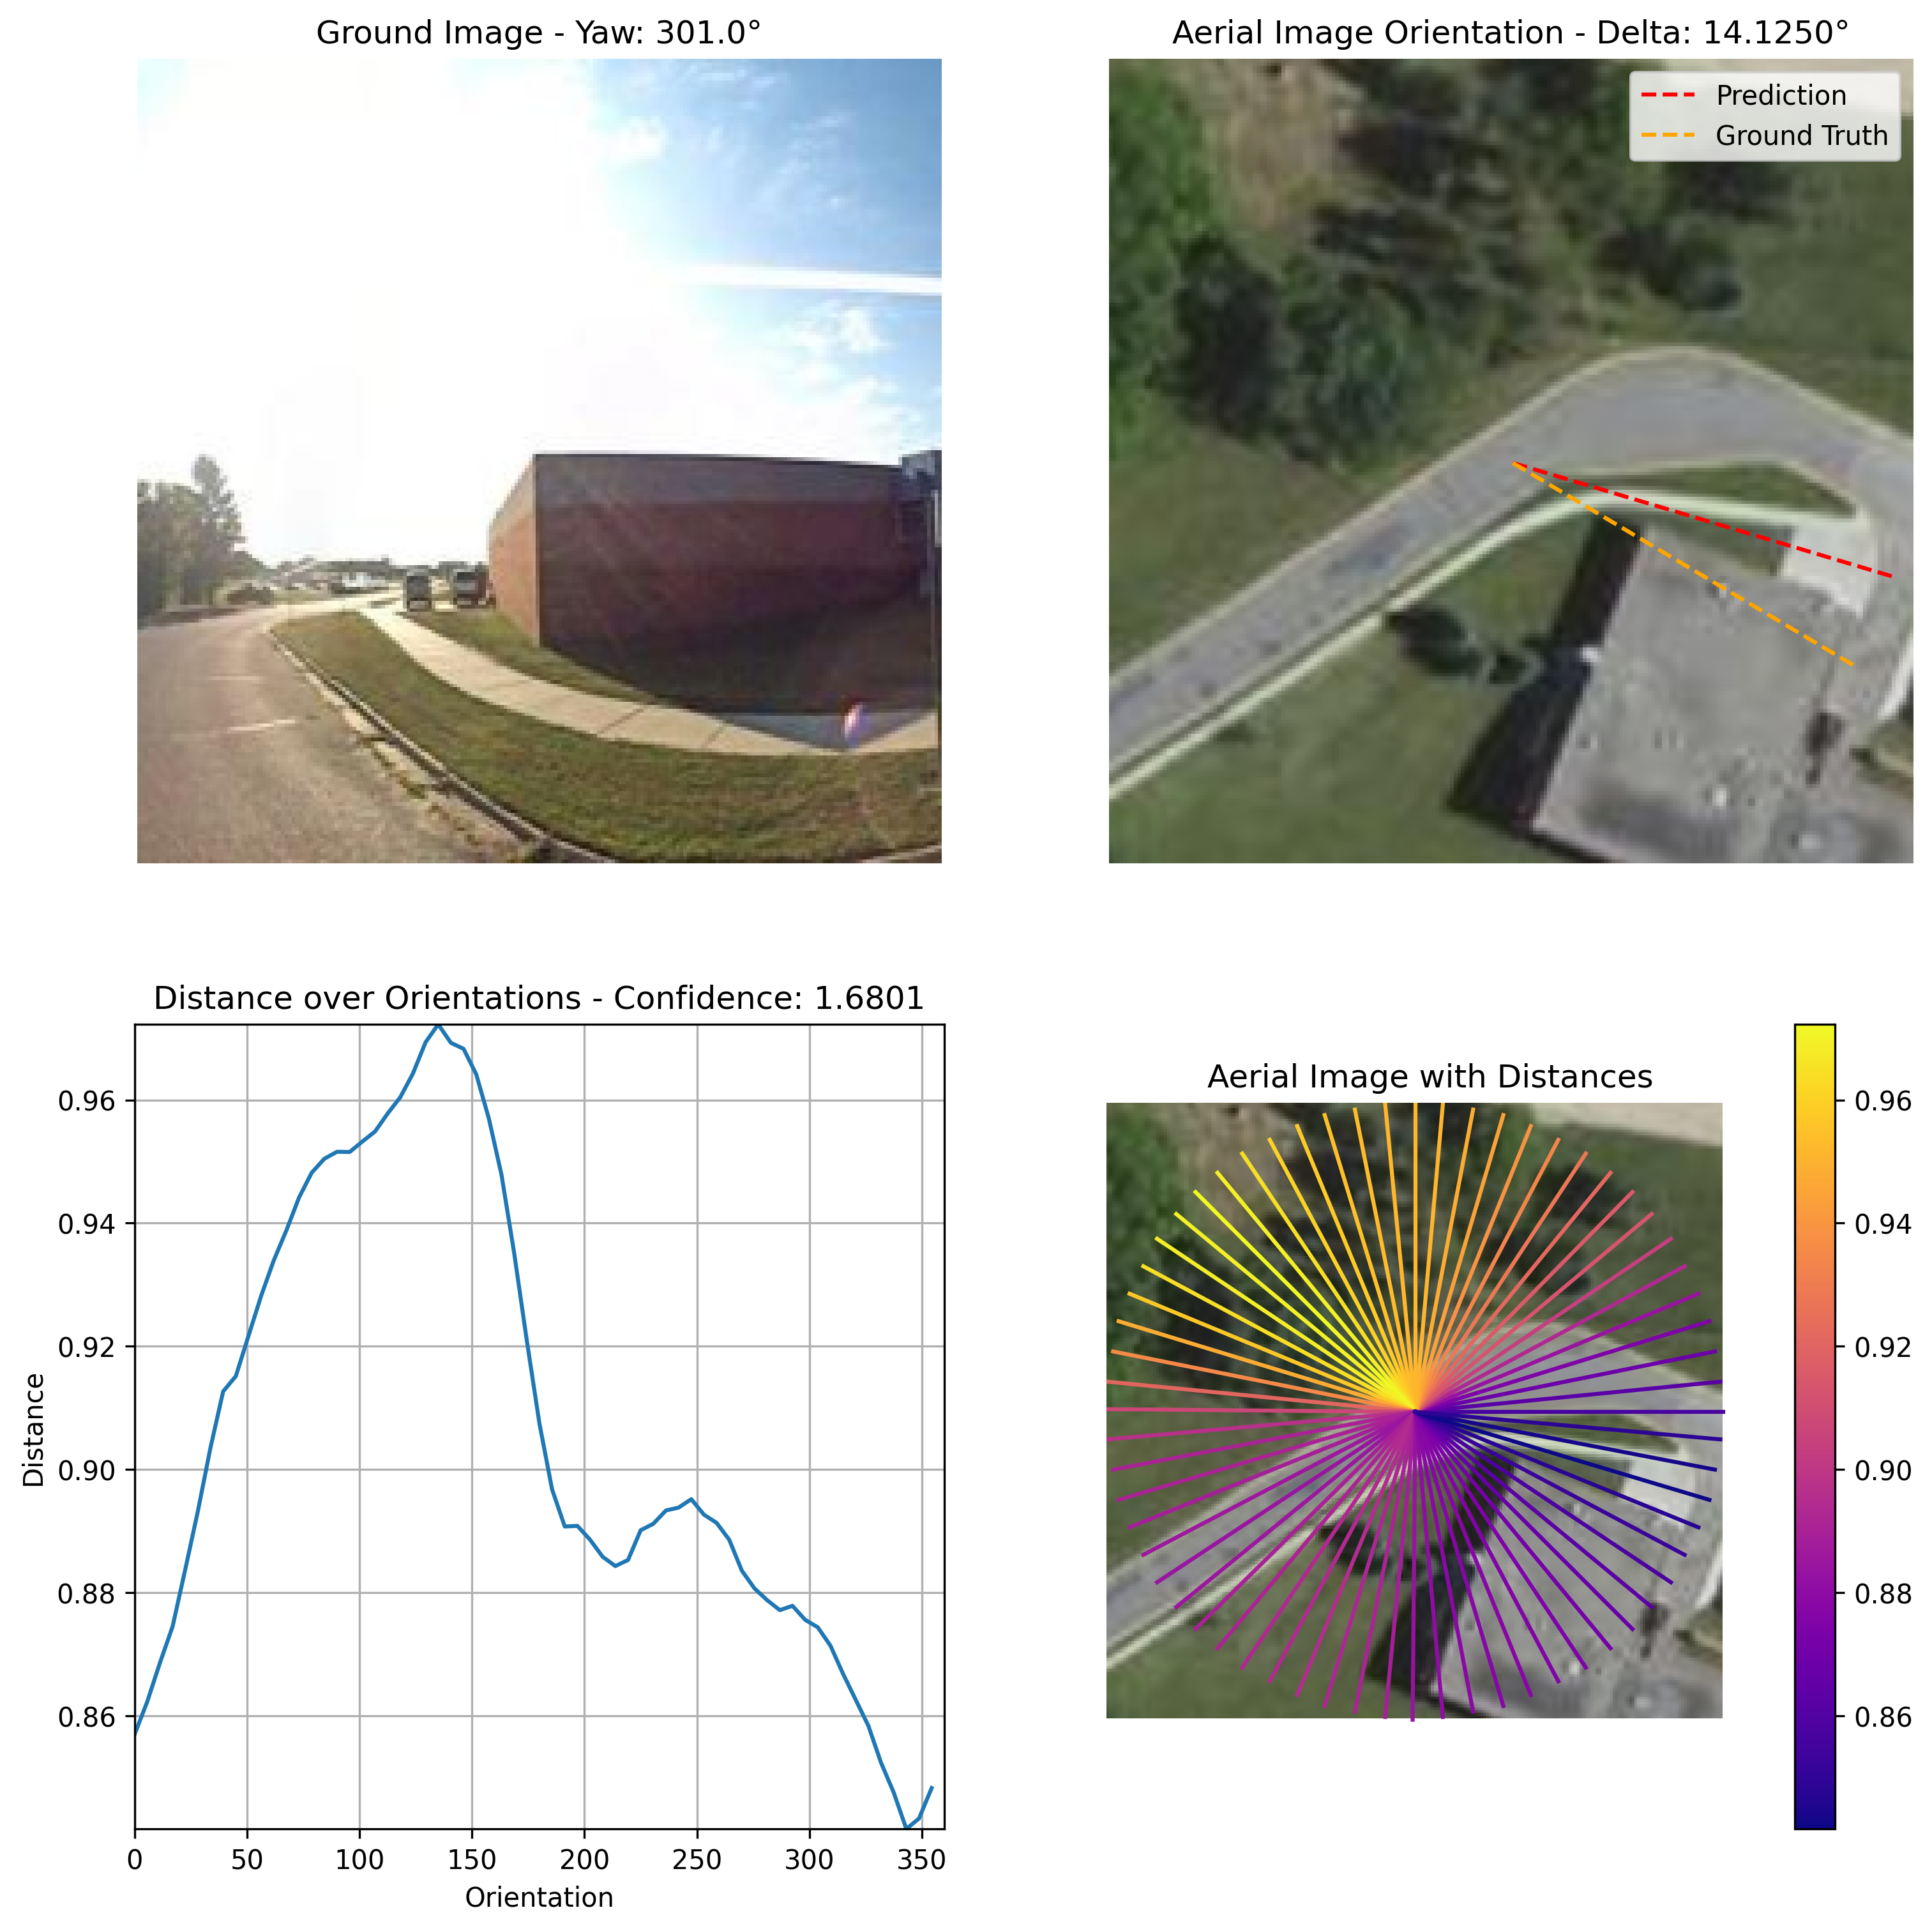 Ground Image - Yaw: 301.0°
Aerial Image Orientation - Delta: 14.1250°
Prediction
Ground Truth
Distance over Orientations - Confidence: 1.6801
0.96
0.94
0.92
0.90
0.88
0.86
Distance
0 50 100 150 200 250 300 350
Orientation
Aerial Image with Distances
0.96
0.94
0.92
0.90
0.88
0.86